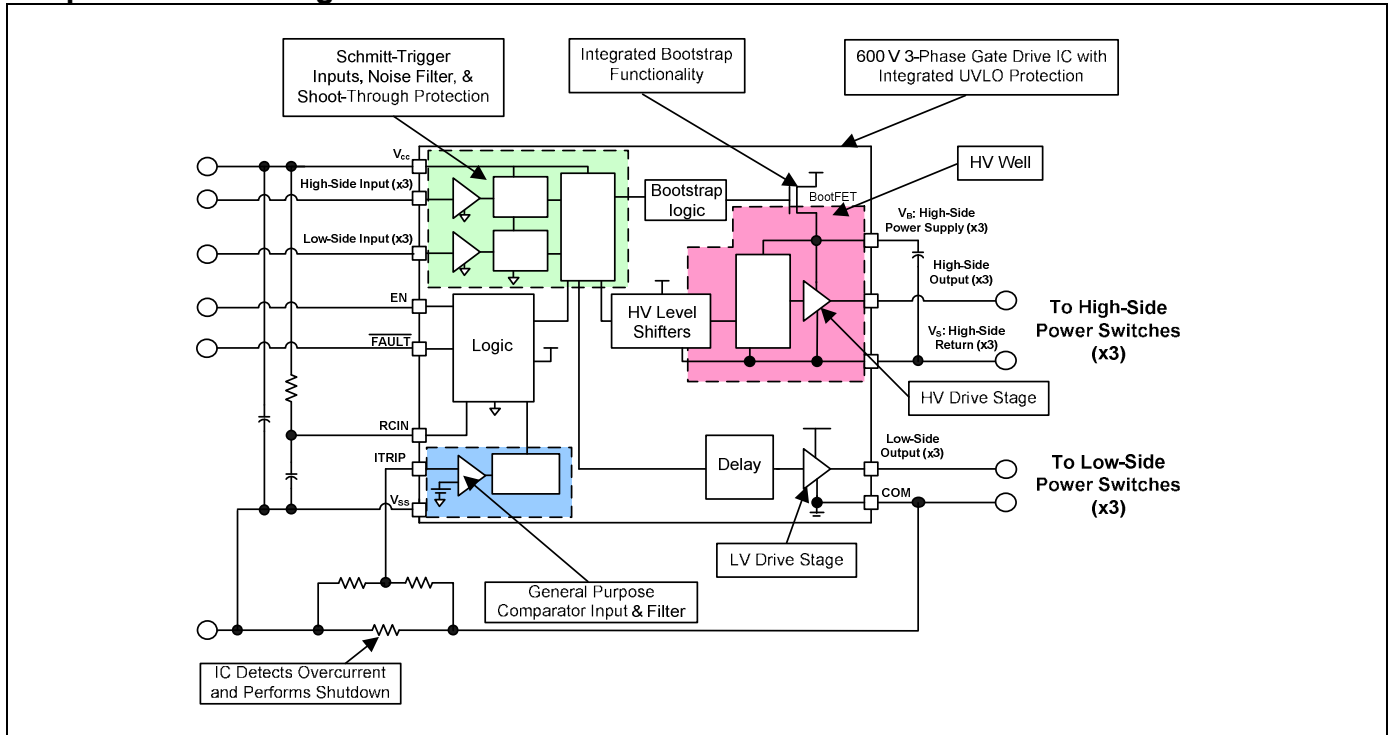 Schmitt-Trigger
Inputs, Noise Filter, &
Shoot-Through Protection
Integrated Bootstrap
Functionality
600 V 3-Phase Gate Drive IC with
Integrated UVLO Protection
HV Well
Vcc
High-Side Input (x3)
Low-Side Input (x3)
EN
FAULT
RCIN
ITRIP
VSS
Bootstrap
logic
BootFET
HV Level
Shifters
Logic
Delay
VB: High-Side
Power Supply (x3)
High-Side
Output (x3)
VS: High-Side
Return (x3)
To High-Side
Power Switches
(x3)
HV Drive Stage
Low-Side
Output (x3)
COM
To Low-Side
Power Switches
(x3)
LV Drive Stage
General Purpose
Comparator Input & Filter
IC Detects Overcurrent
and Performs Shutdown